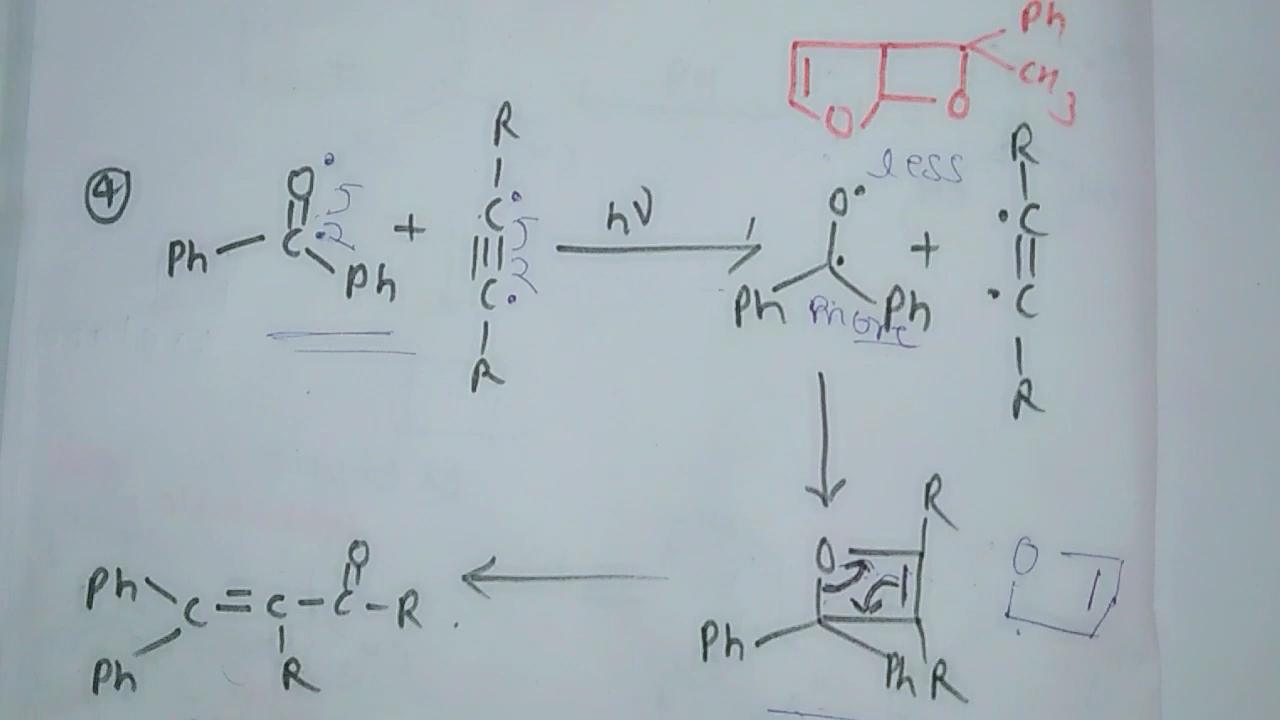 Ph
CH3
O O
less
④
R
O
C
Ph
Ph
+
C
C
R
hν
O
Ph Ph
+
R
C
C
R
more
R
O
O
Ph
Ph R
Ph
Ph
C = C - C - R .
O
R